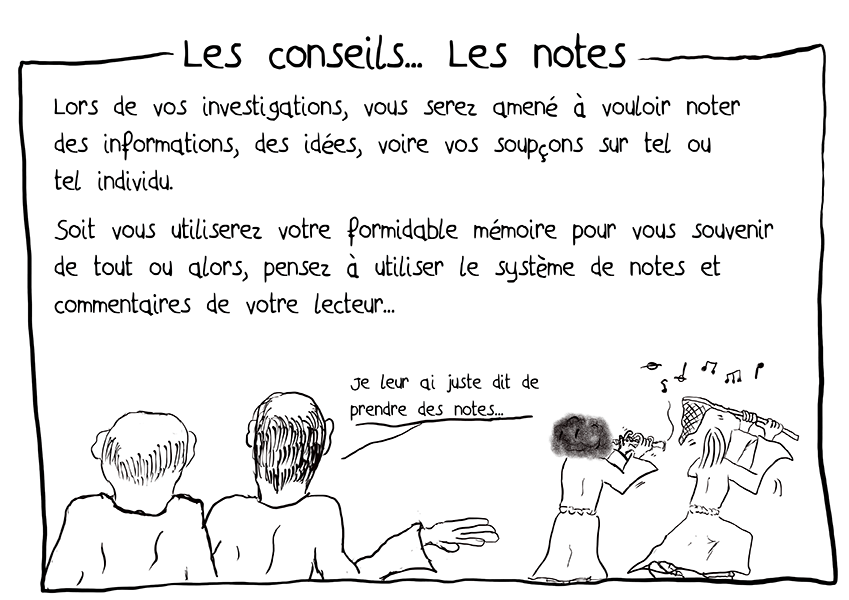 Les conseils... Les notes
Lors de vos investigations, vous serez amené à vouloir noter
des informations, des idées, voire vos soupçons sur tel ou
tel individu.
Soit vous utiliserez votre formidable mémoire pour vous souvenir
de tout ou alors, pensez à utiliser le système de notes et
commentaires de votre lecteur...
Je leur ai juste dit de
prendre des notes...